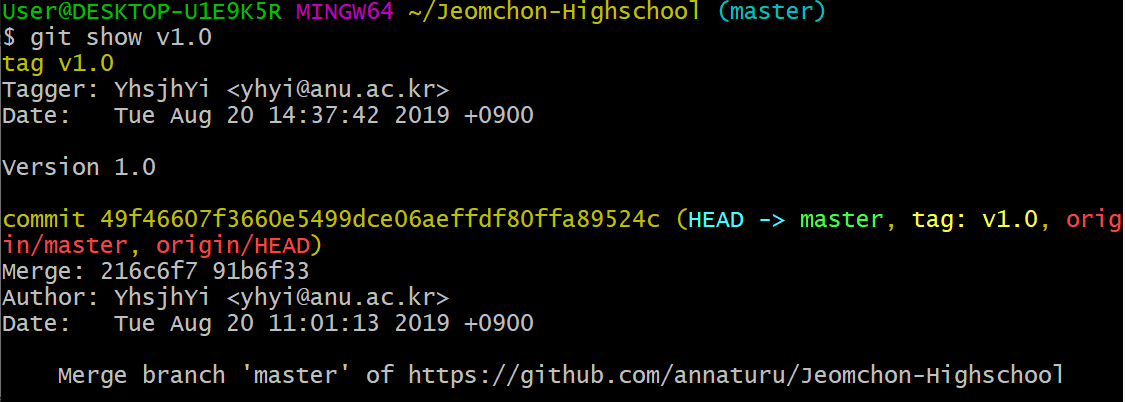 User@DESKTOP-U1E9K5R MINGW64 ~/Jeomchon-Highschool (master)
$ git show v1.0
tag v1.0
Tagger: YhsjhYi <yhyi@anu.ac.kr>
Date:   Tue Aug 20 14:37:42 2019 +0900

Version 1.0

commit 49f46607f3660e5499dce06aeffdf80ffa89524c (HEAD -> master, tag: v1.0, orig
in/master, origin/HEAD)
Merge: 216c6f7 91b6f33
Author: YhsjhYi <yhyi@anu.ac.kr>
Date:   Tue Aug 20 11:01:13 2019 +0900

    Merge branch 'master' of https://github.com/annaturu/Jeomchon-Highschool